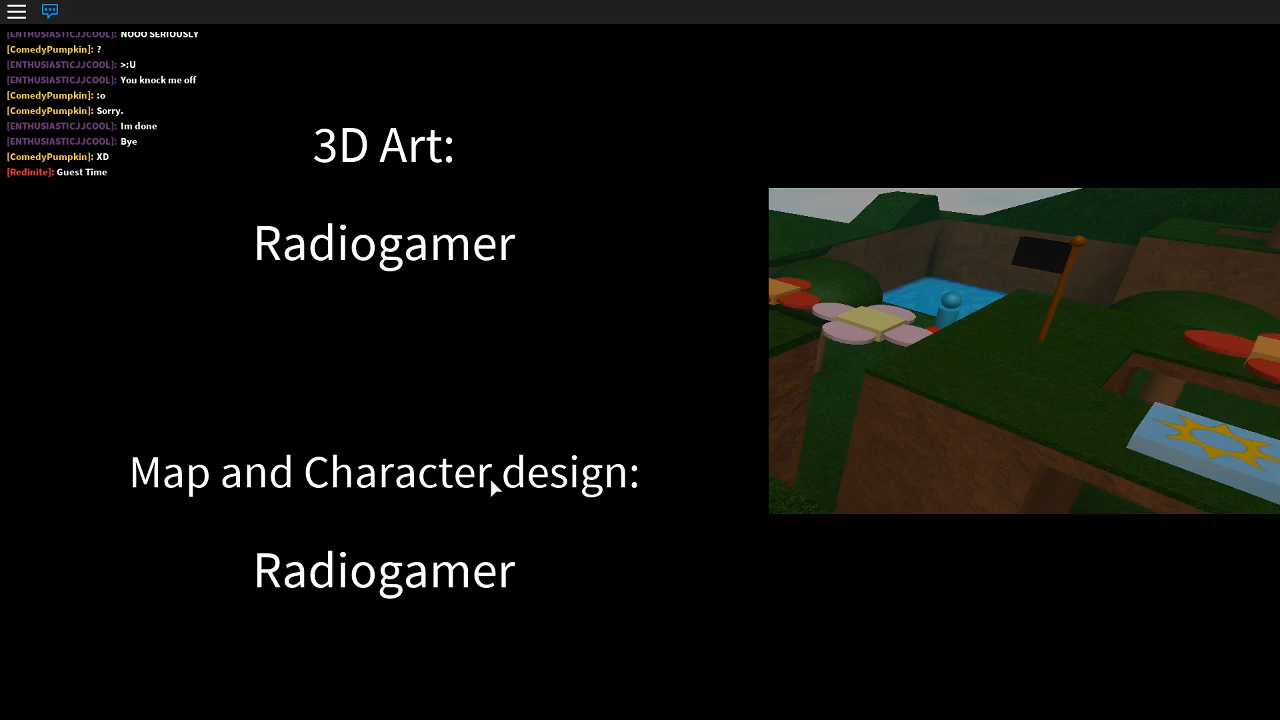 [ENTHUSIASTICJJCOOL]: NOOO SERIOUSLY
[ComedyPumpkin]: ?
[ENTHUSIASTICJJCOOL]: >:U
[ENTHUSIASTICJJCOOL]: You knock me off
[ComedyPumpkin]: :o
[ComedyPumpkin]: Sorry.
[ENTHUSIASTICJJCOOL]: Im done
[ENTHUSIASTICJJCOOL]: Bye
[ComedyPumpkin]: XD
[Redinite]: Guest Time
3D Art:
Radiogamer
Map and Character design:
Radiogamer